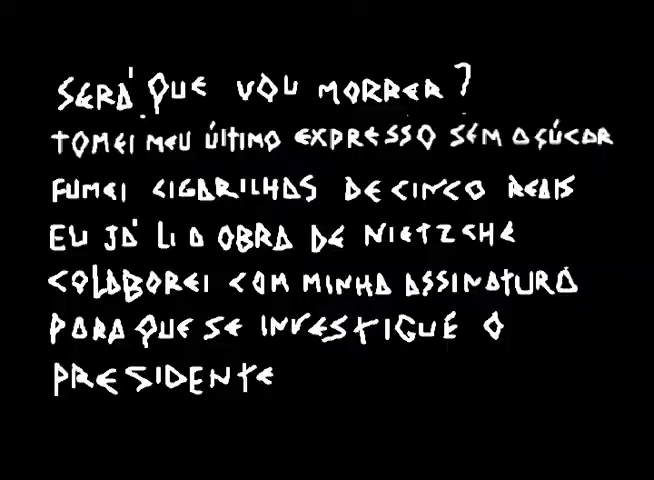 SERÁ QUE VOU MORRER?
TOMEI MEU ÚLTIMO EXPRESSO SEM AÇÚCAR
FUMEI CIGARILHAS DE CINCO REAIS
EU JÁ LI A OBRA DE NIETZCHE
COLABOREI COM MINHA ASSINATURA
PARA QUE SE INVESTIGUE O
PRESIDENTE